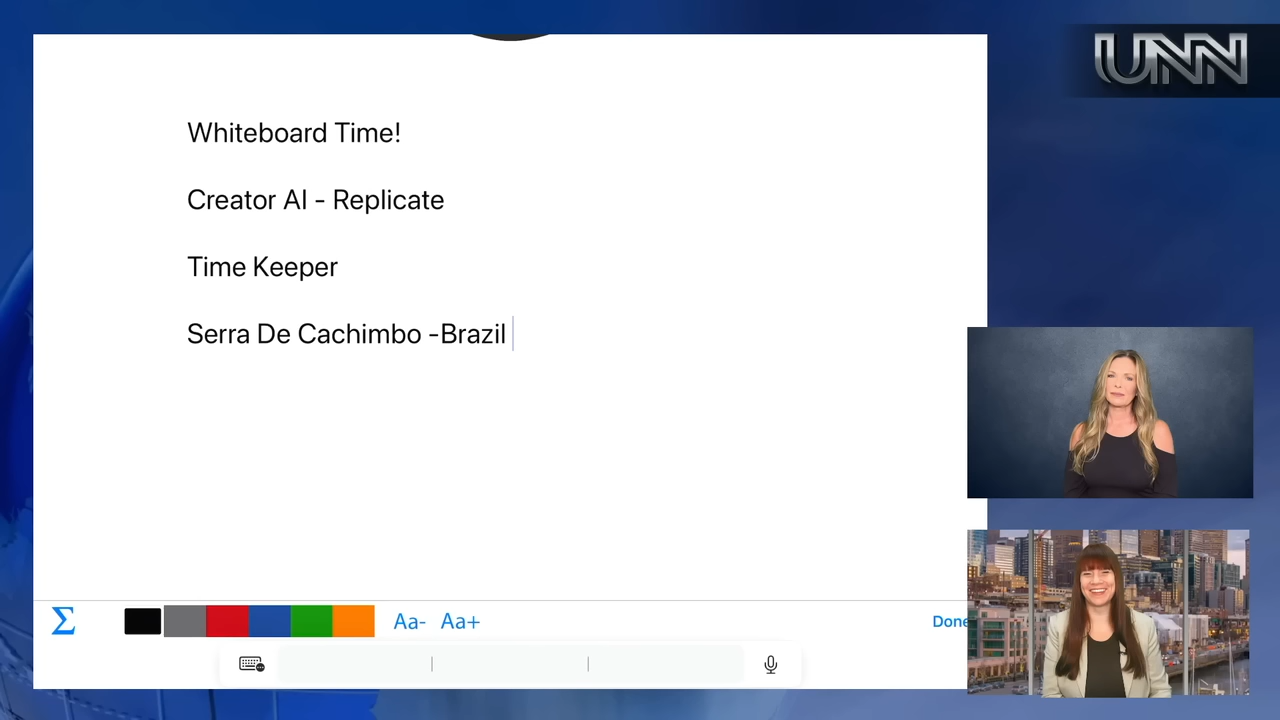 UNN
Whiteboard Time!
Creator AI - Replicate
Time Keeper
Serra De Cachimbo -Brazil
Aa- Aa+
Done